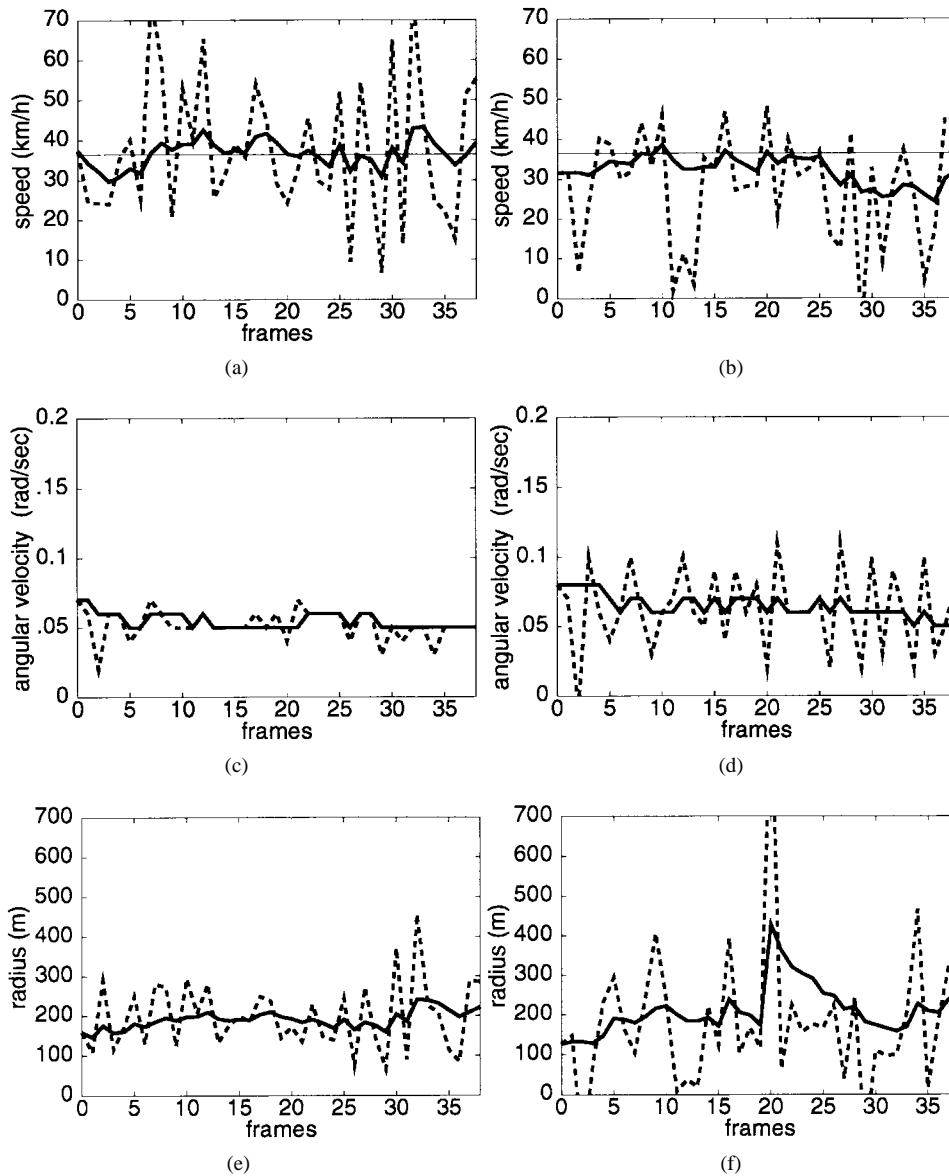 70
60
50
40
30
20
10
0
speed (km/h)
0 5 10 15 20 25 30 35
frames
(a)
70
60
50
40
30
20
10
0
speed (km/h)
0 5 10 15 20 25 30 35
frames
(b)
0.2
.15
0.1
.05
0
angular velocity (rad/sec)
0 5 10 15 20 25 30 35
frames
(c)
0.2
.15
0.1
.05
0
angular velocity (rad/sec)
0 5 10 15 20 25 30 35
frames
(d)
700
600
500
400
300
200
100
0
radius (m)
0 5 10 15 20 25 30 35
frames
(e)
700
600
500
400
300
200
100
0
radius (m)
0 5 10 15 20 25 30 35
frames
(f)